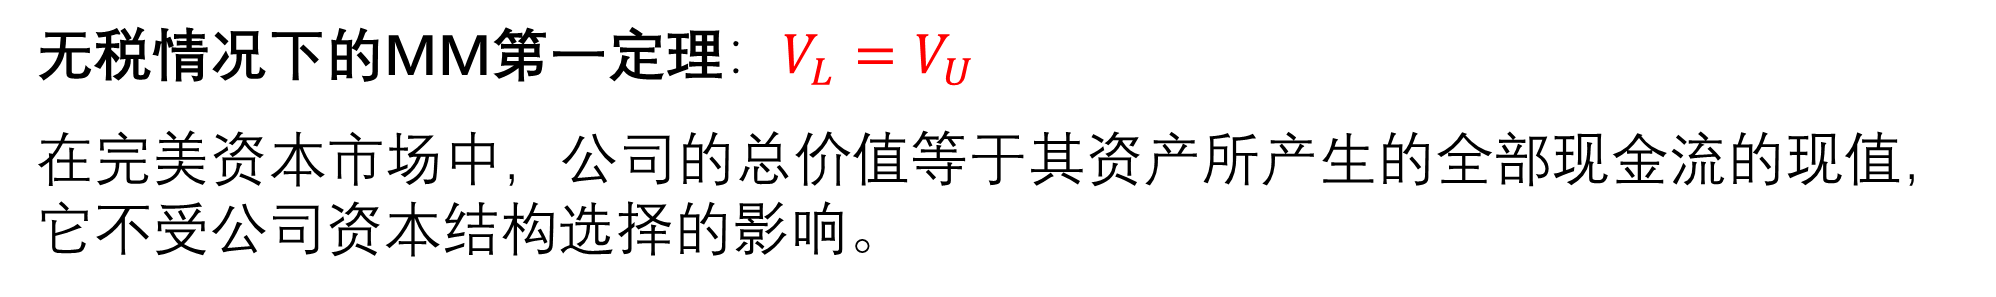 无税情况下的MM第一定理：V_L = V_U
在完美资本市场中，公司的总价值等于其资产所产生的全部现金流的现值，
它不受公司资本结构选择的影响。